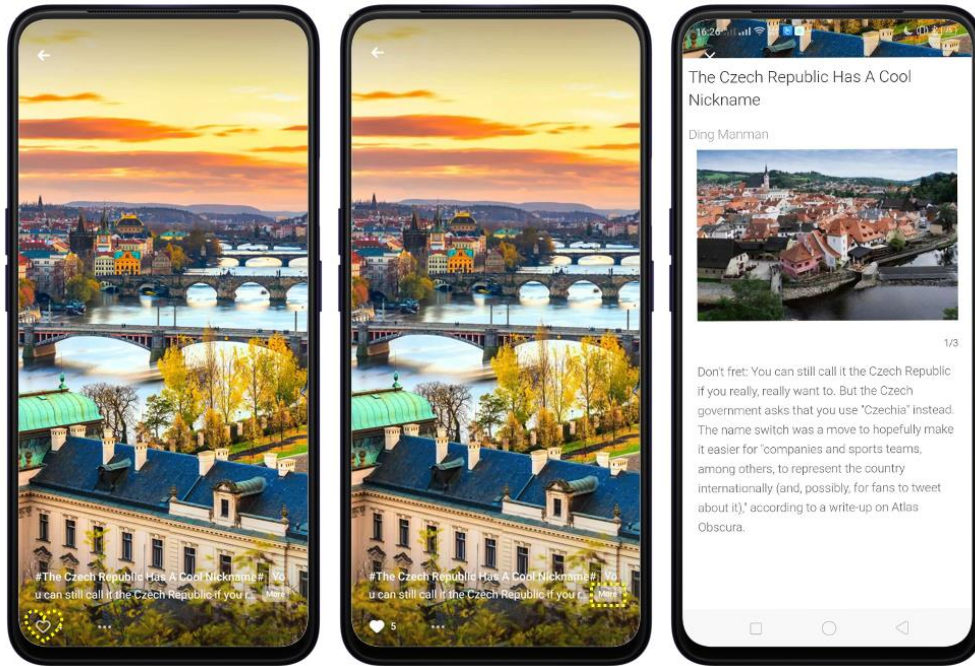 #The Czech Republic Has A Cool Nickname# Yo
u can still call it the Czech Republic if you r... More
#The Czech Republic Has A Cool Nickname# Yo
u can still call it the Czech Republic if you r... More
5
16:26
The Czech Republic Has A Cool
Nickname
Ding Manman
1/3
Don't fret: You can still call it the Czech Republic
if you really, really want to. But the Czech
government asks that you use "Czechia" instead.
The name switch was a move to hopefully make
it easier for "companies and sports teams,
among others, to represent the country
internationally (and, possibly, for fans to tweet
about it)," according to a write-up on Atlas
Obscura.